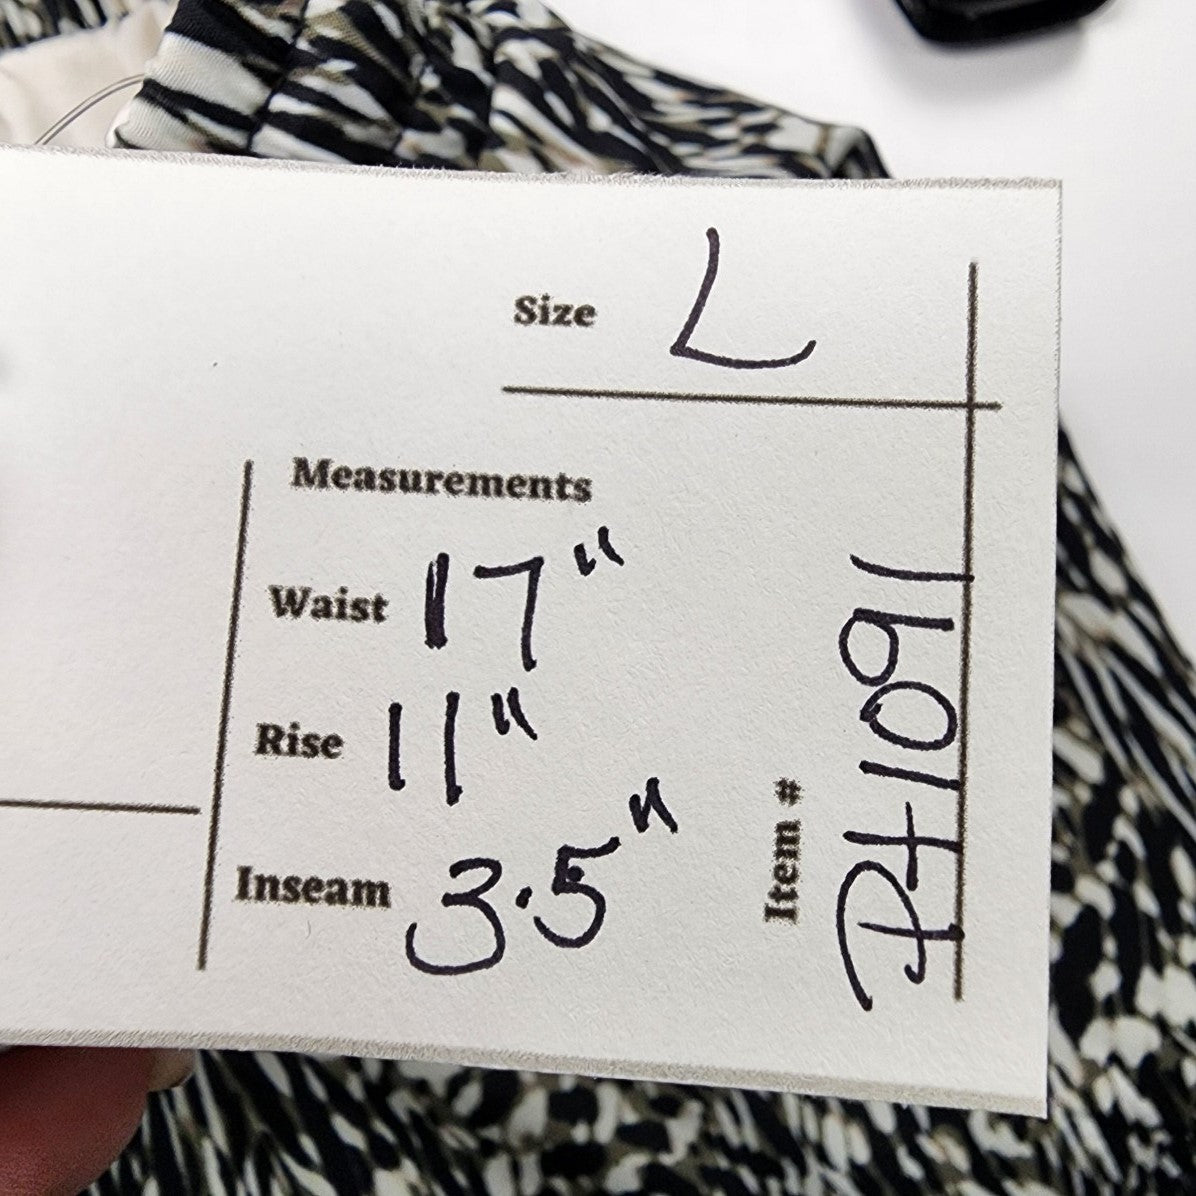 Size L
Measurements
Waist 17"
Rise 11"
Inseam 3.5"
Item # PH1091